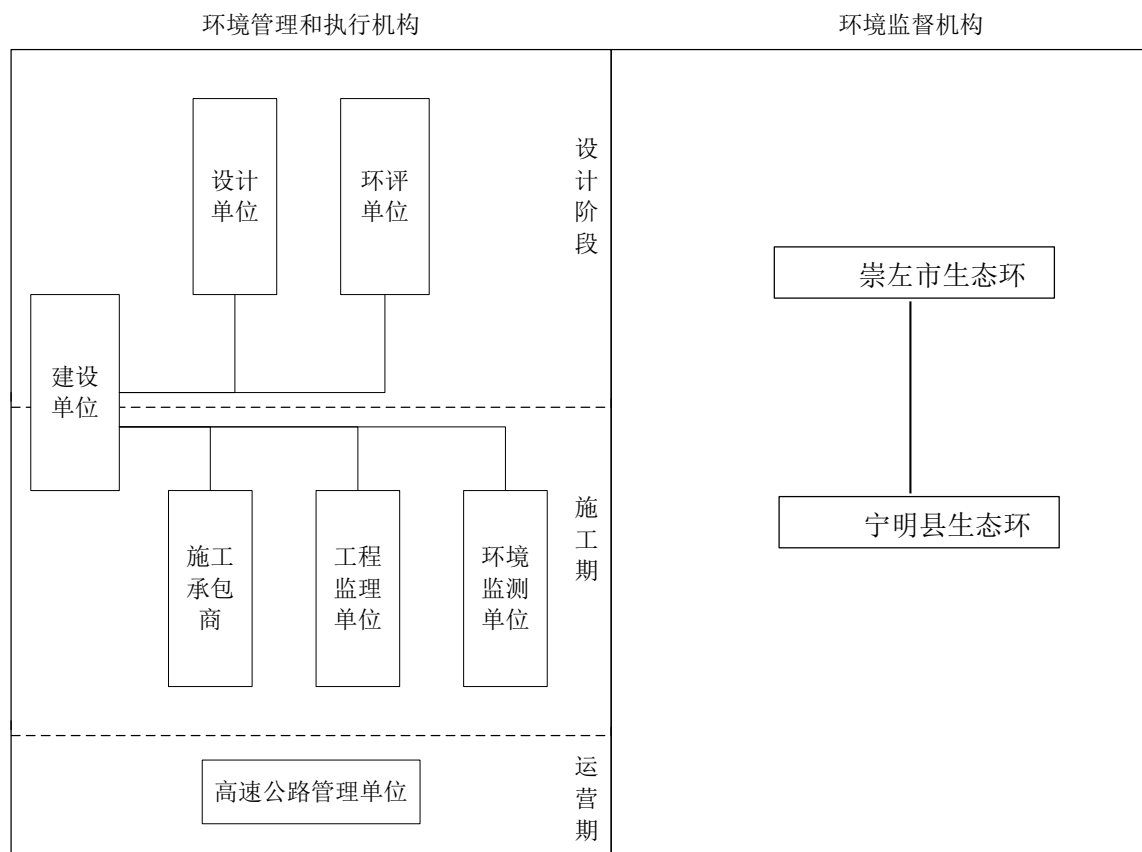 环境管理和执行机构
环境监督机构
设计
单位
环评
单位
设
计
阶
段
崇左市生态环
建设
单位
宁明县生态环
施工
承包
商
工程
监理
单位
环境
监测
单位
施
工
期
高速公路管理单位
运
营
期